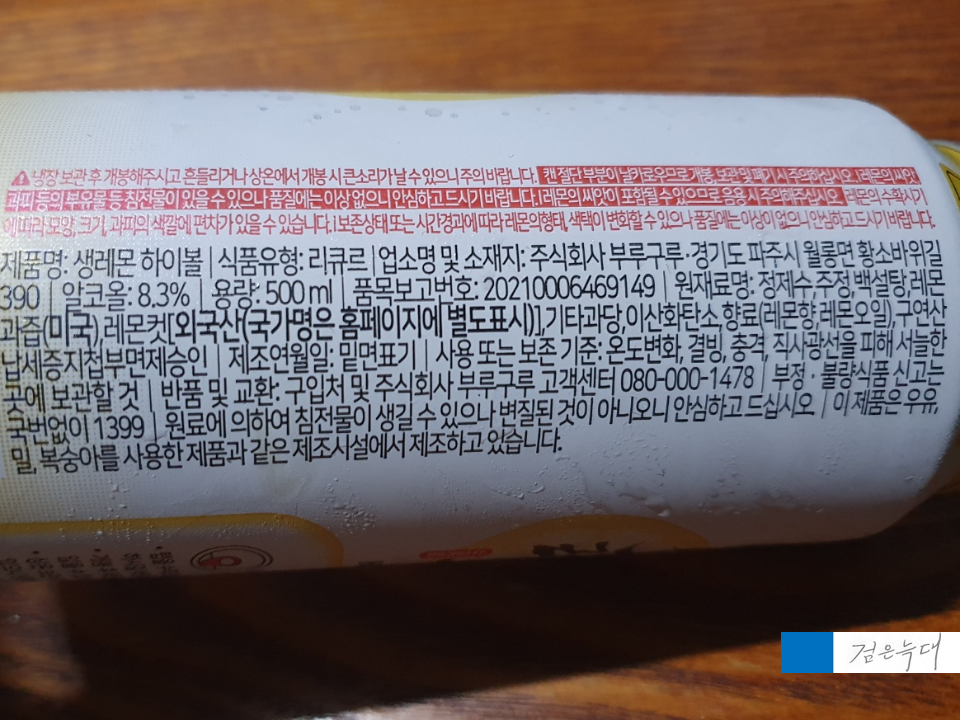 ⚠ 냉장 보관 후 개봉해주시고 흔들리거나 상온에서 개봉 시 큰소리가 날 수 있으니 주의 바랍니다. 캔 절단 부분이 날카로우므로 개봉, 보관 및 폐기 시 주의하십시오. | 레몬의 씨앗,
과피 등의 부유물 등 침전물이 있을 수 있으나 품질에는 이상 없으니 안심하고 드시기 바랍니다. | 레몬의 씨앗이 포함될 수 있으므로 음용 시 주의해주십시오. 레몬의 수확시기
에 따라 모양, 크기, 과피의 색깔에 편차가 있을 수 있습니다. | 보존상태 또는 시간경과에 따라 레몬의 형태, 색택이 변화할 수 있으나 품질에는 이상이 없으니 안심하고 드시기 바랍니다.
제품명: 생레몬 하이볼 | 식품유형: 리큐르 | 업소명 및 소재지: 주식회사 부루구루·경기도 파주시 월롱면 황소바위길
390 | 알코올: 8.3% | 용량: 500ml | 품목보고번호: 20210006469149 | 원재료명: 정제수, 주정, 백설탕, 레몬
과즙(미국), 레몬컷[외국산(국가명은 홈페이지에 별도표시)], 기타과당, 이산화탄소, 향료(레몬향, 레몬오일), 구연산
납세증지첩부면제승인 | 제조연월일: 밑면표기 | 사용 또는 보존 기준: 온도변화, 결빙, 충격, 직사광선을 피해 서늘한
곳에 보관할 것 | 반품 및 교환: 구입처 및 주식회사 부루구루 고객센터 080-000-1478 | 부정·불량식품 신고는
국번없이 1399 | 원료에 의하여 침전물이 생길 수 있으나 변질된 것이 아니오니 안심하고 드십시오 | 이 제품은 우유,
밀, 복숭아를 사용한 제품과 같은 제조시설에서 제조하고 있습니다.
검은늑대